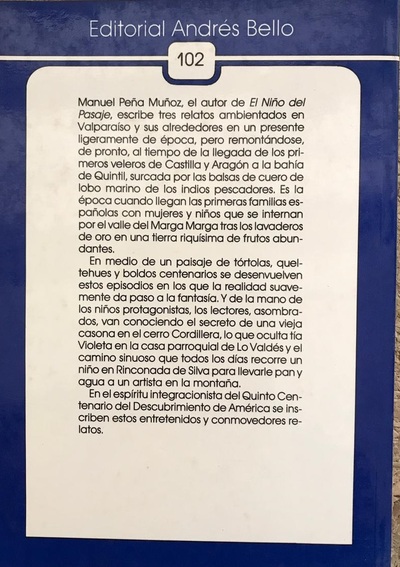 Editorial Andrés Bello
102
Manuel Peña Muñoz, el autor de El Niño del
Pasaje, escribe tres relatos ambientados en
Valparaíso y sus alrededores en un presente
ligeramente de época, pero remontándose,
de pronto, al tiempo de la llegada de los pri-
meros veleros de Castilla y Aragón a la bahía
de Quintil, surcada por las balsas de cuero de
lobo marino de los indios pescadores. Es la
época cuando llegan las primeras familias es-
pañolas con mujeres y niños que se internan
por el valle del Marga Marga tras los lavaderos
de oro en una tierra riquísima de frutos abun-
dantes.
En medio de un paisaje de tórtolas, quel-
tehues y boldos centenarios se desenvuelven
estos episodios en los que la realidad suave-
mente da paso a la fantasía. Y de la mano de
los niños protagonistas, los lectores, asombra-
dos, van conociendo el secreto de una vieja
casona en el cerro Cordillera, lo que oculta tía
Violeta en la casa parroquial de Lo Valdés y el
camino sinuoso que todos los días recorre un
niño en Rinconada de Silva para llevarle pan y
agua a un artista en la montaña.
En el espíritu integracionista del Quinto Cen-
tenario del Descubrimiento de América se ins-
criben estos entretenidos y conmovedores re-
latos.